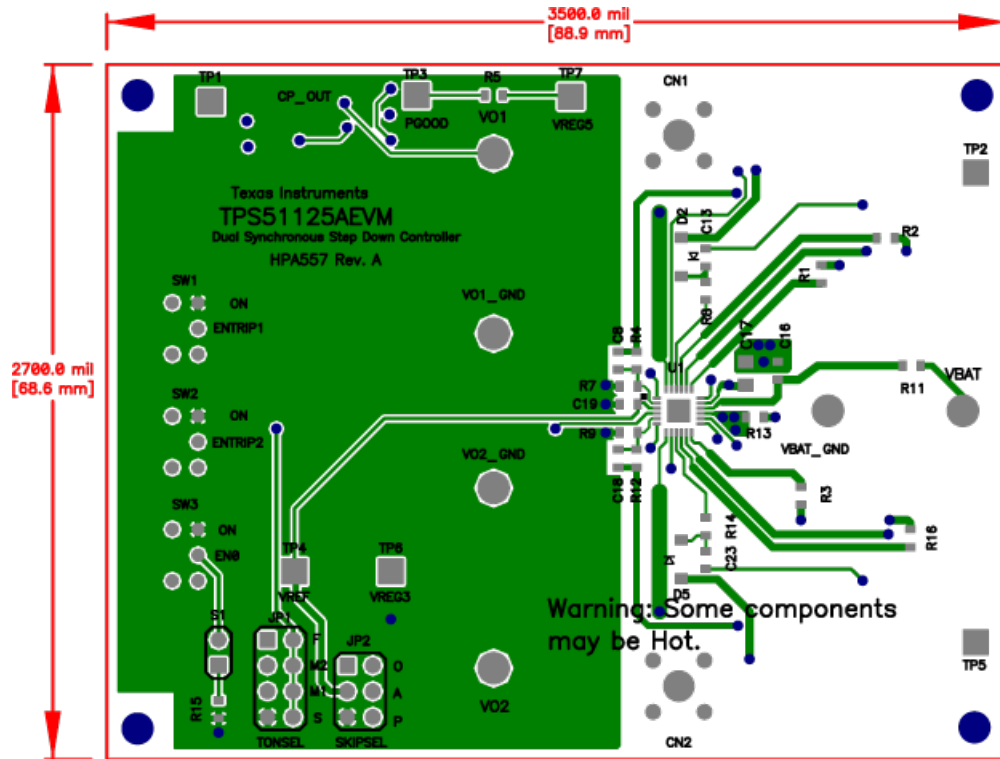 3500.0 mil
[88.9 mm]
2700.0 mil
[68.6 mm]
TP1
TP3
R5
TP7
CN1
CP_OUT
PGOOD
VO1
VREG5
TP2
Texas Instruments
TPS51125AEVM
Dual Synchronous Step Down Controller
HPA557 Rev. A
D2
C13
R2
R1
SW1
ON
ENTRIP1
VO1_GND
R8
C8
R4
C17
C16
U1
R7
C19
R9
R11
VBAT
R13
VBAT_GND
SW2
ON
ENTRIP2
VO2_GND
C18
R12
R3
SW3
ON
EN0
R14
R16
C23
TP4
VREF
TP6
VREG3
D5
Warning: Some components
may be Hot.
S1
JP1
F
M2
M1
S
TONSEL
JP2
O
A
P
SKIPSEL
R15
VO2
TP5
CN2